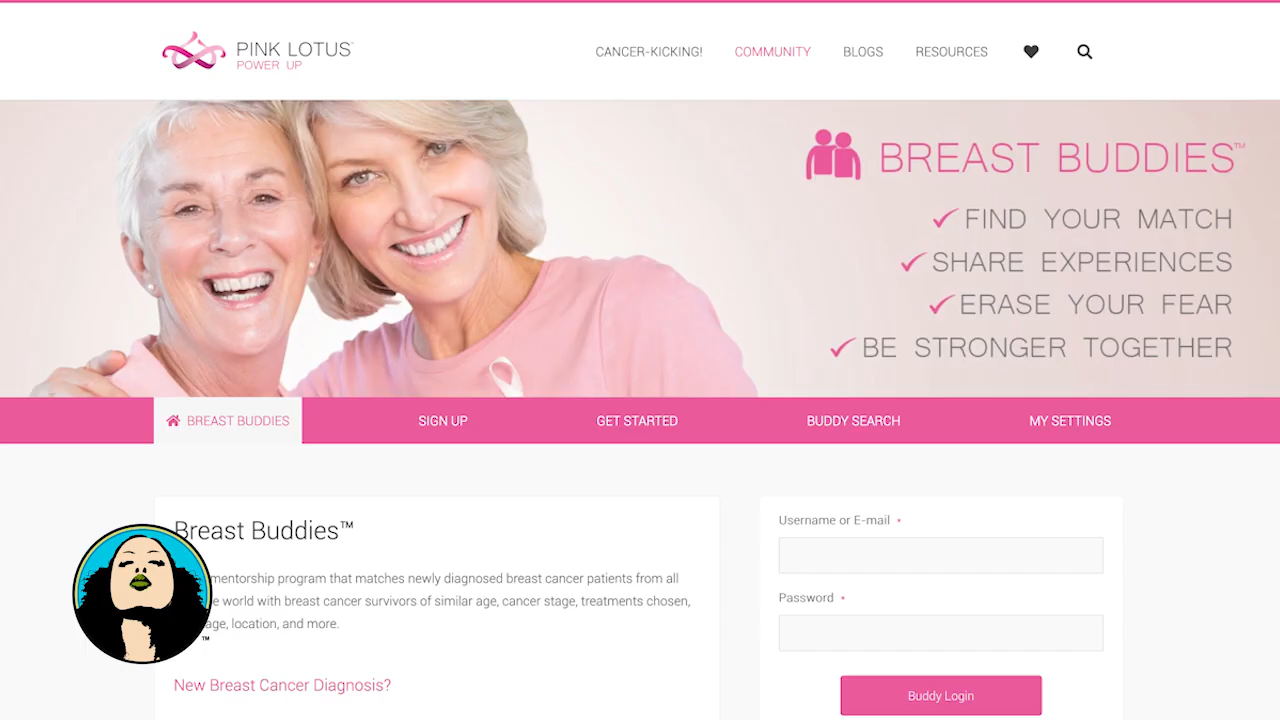 PINK LOTUS™
POWER UP
CANCER-KICKING!
COMMUNITY
BLOGS
RESOURCES
BREAST BUDDIES™
FIND YOUR MATCH
SHARE EXPERIENCES
ERASE YOUR FEAR
BE STRONGER TOGETHER
BREAST BUDDIES
SIGN UP
GET STARTED
BUDDY SEARCH
MY SETTINGS
Breast Buddies™
mentorship program that matches newly diagnosed breast cancer patients from all
world with breast cancer survivors of similar age, cancer stage, treatments chosen,
location, and more.
New Breast Cancer Diagnosis?
Username or E-mail *
Password *
Buddy Login
™